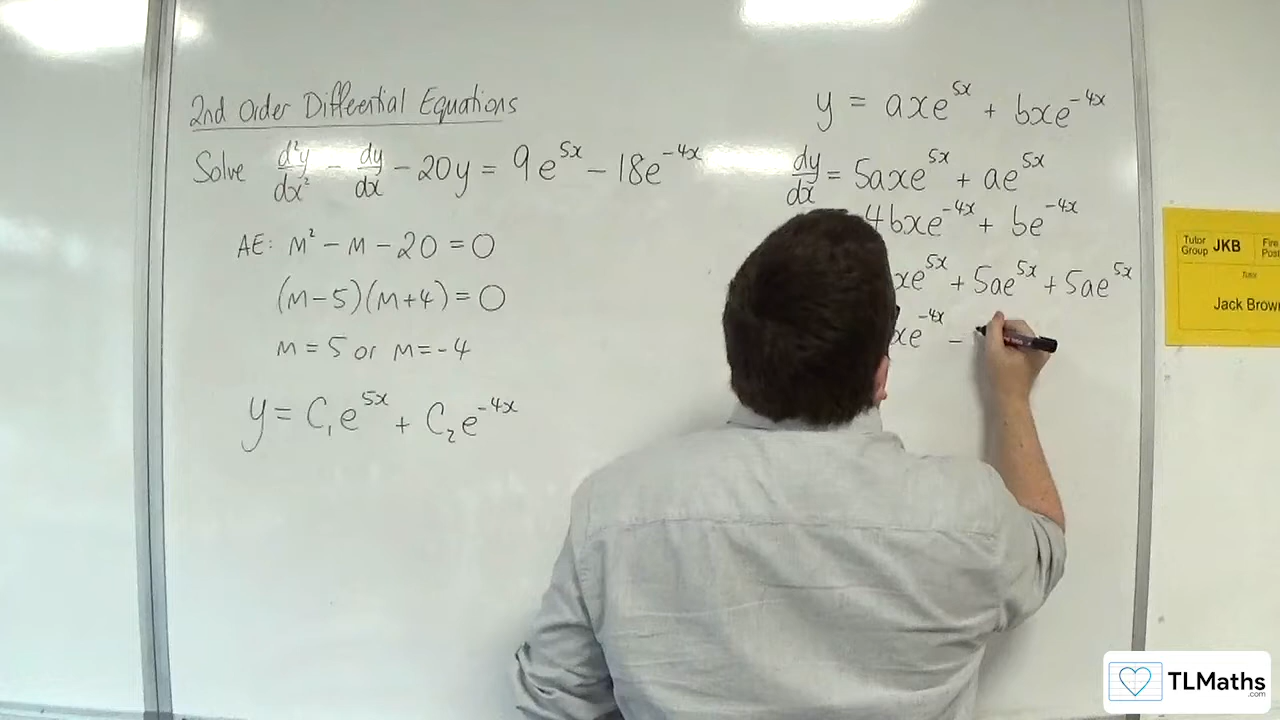 2nd Order Differential Equations
Solve d²y/dx² - dy/dx - 20y = 9e^5x - 18e^-4x
AE: m² - m - 20 = 0
(m-5)(m+4) = 0
m = 5 or m = -4
y = C₁e^5x + C₂e^-4x
y = axe^5x + bxe^-4x
dy/dx = 5axe^5x + ae^5x
4bxe^-4x + be^-4x
xe^5x + 5ae^5x + 5ae^5x
xe^-4x -
Tutor Group JKB
Fire
Tutor
Jack Brown
TLMaths
.com